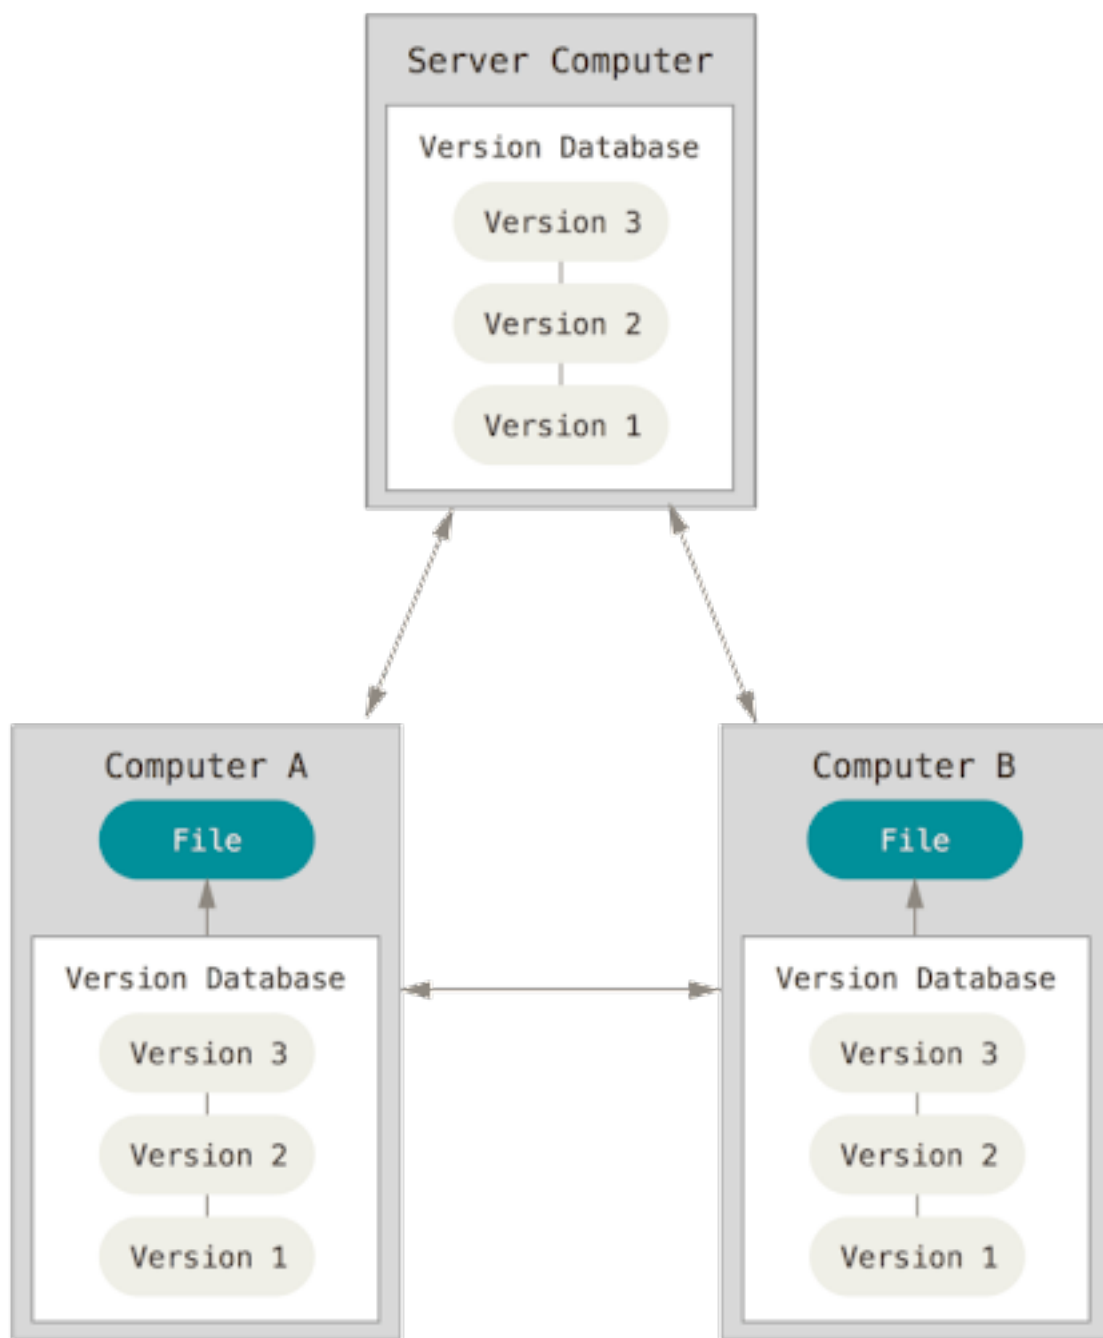 Server Computer
Version Database
Version 3
Version 2
Version 1
Computer A
File
Version Database
Version 3
Version 2
Version 1
Computer B
File
Version Database
Version 3
Version 2
Version 1